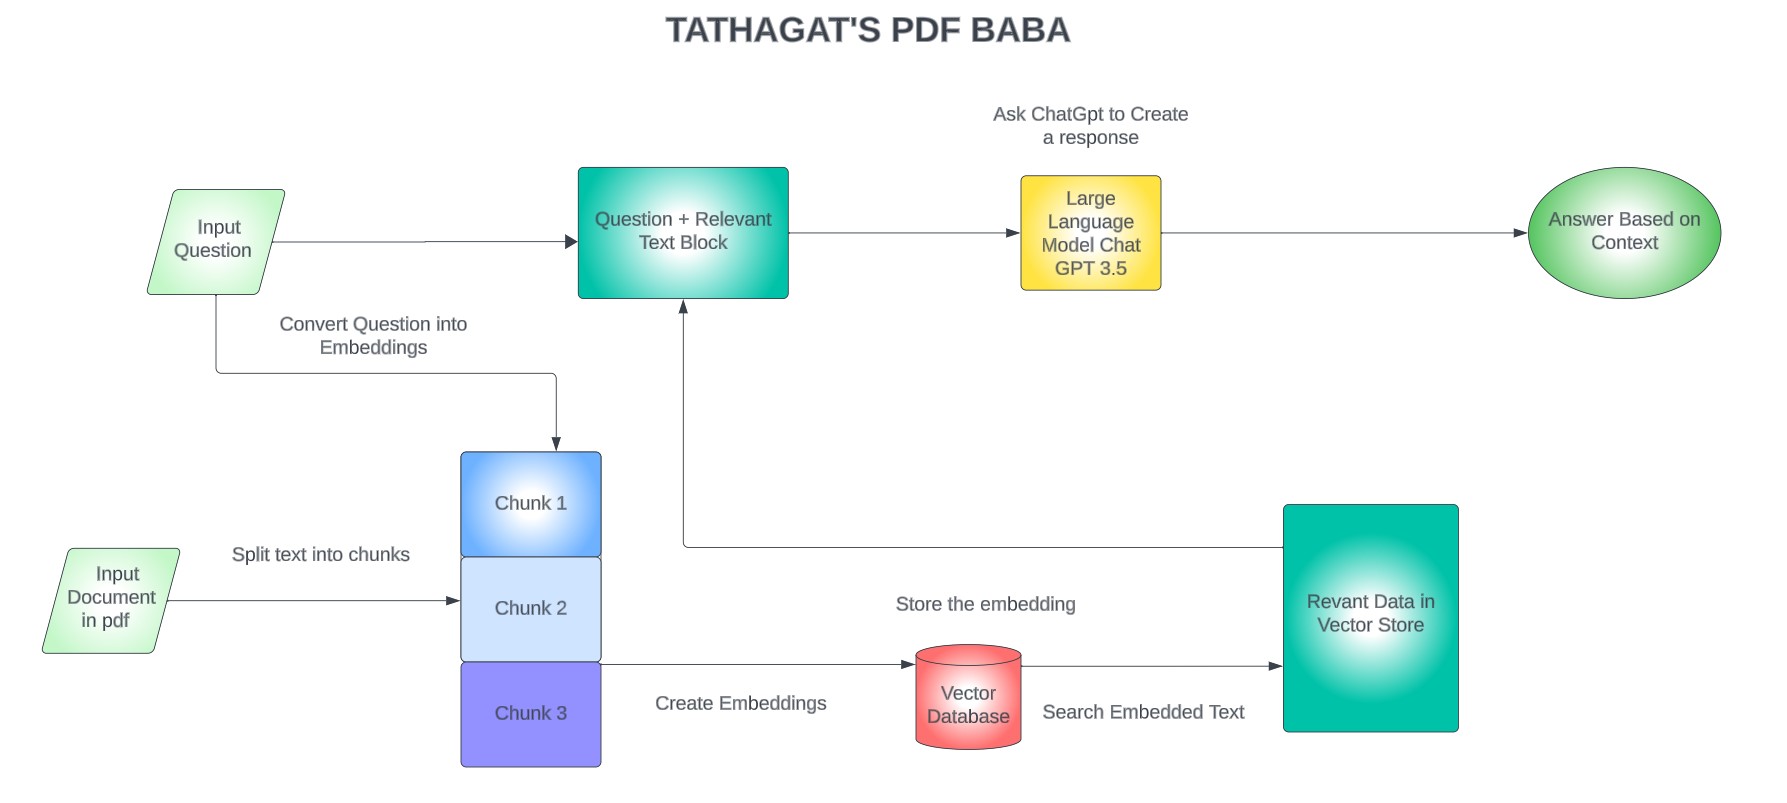 TATHAGAT'S PDF BABA
Ask ChatGpt to Create
a response
Input
Question
Question + Relevant
Text Block
Large
Language
Model Chat
GPT 3.5
Answer Based on
Context
Convert Question into
Embeddings
Chunk 1
Split text into chunks
Input
Document
in pdf
Chunk 2
Chunk 3
Store the embedding
Create Embeddings
Vector
Database
Search Embedded Text
Revant Data in
Vector Store